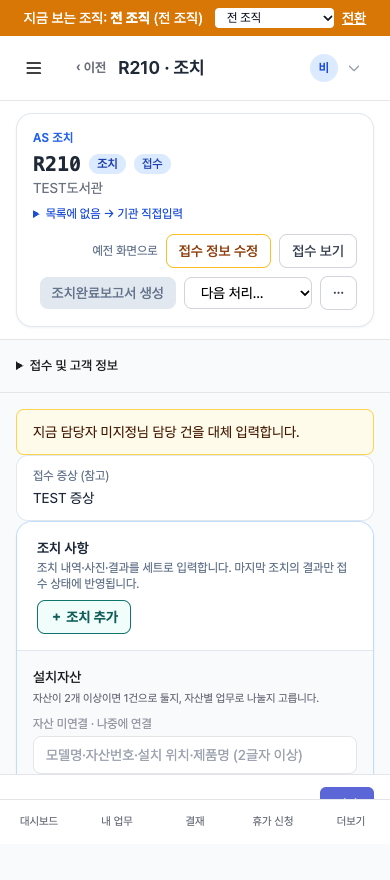 지금 보는 조직: 전 조직 (전 조직) 전 조직 전환
‹ 이전 R210 · 조치 비
AS 조치
R210 조치 접수
TEST도서관
▶ 목록에 없음 → 기관 직접입력
예전 화면으로 접수 정보 수정 접수 보기
조치완료보고서 생성 다음 처리... ...
▶ 접수 및 고객 정보
지금 담당자 미지정님 담당 건을 대체 입력합니다.
접수 증상 (참고)
TEST 증상
조치 사항
조치 내역·사진·결과를 세트로 입력합니다. 마지막 조치의 결과만 접
수 상태에 반영됩니다.
+ 조치 추가
설치자산
자산이 2개 이상이면 1건으로 둘지, 자산별 업무로 나눌지 고릅니다.
자산 미연결 · 나중에 연결
모델명·자산번호·설치 위치·제품명 (2글자 이상)
대시보드 내 업무 결재 휴가 신청 더보기